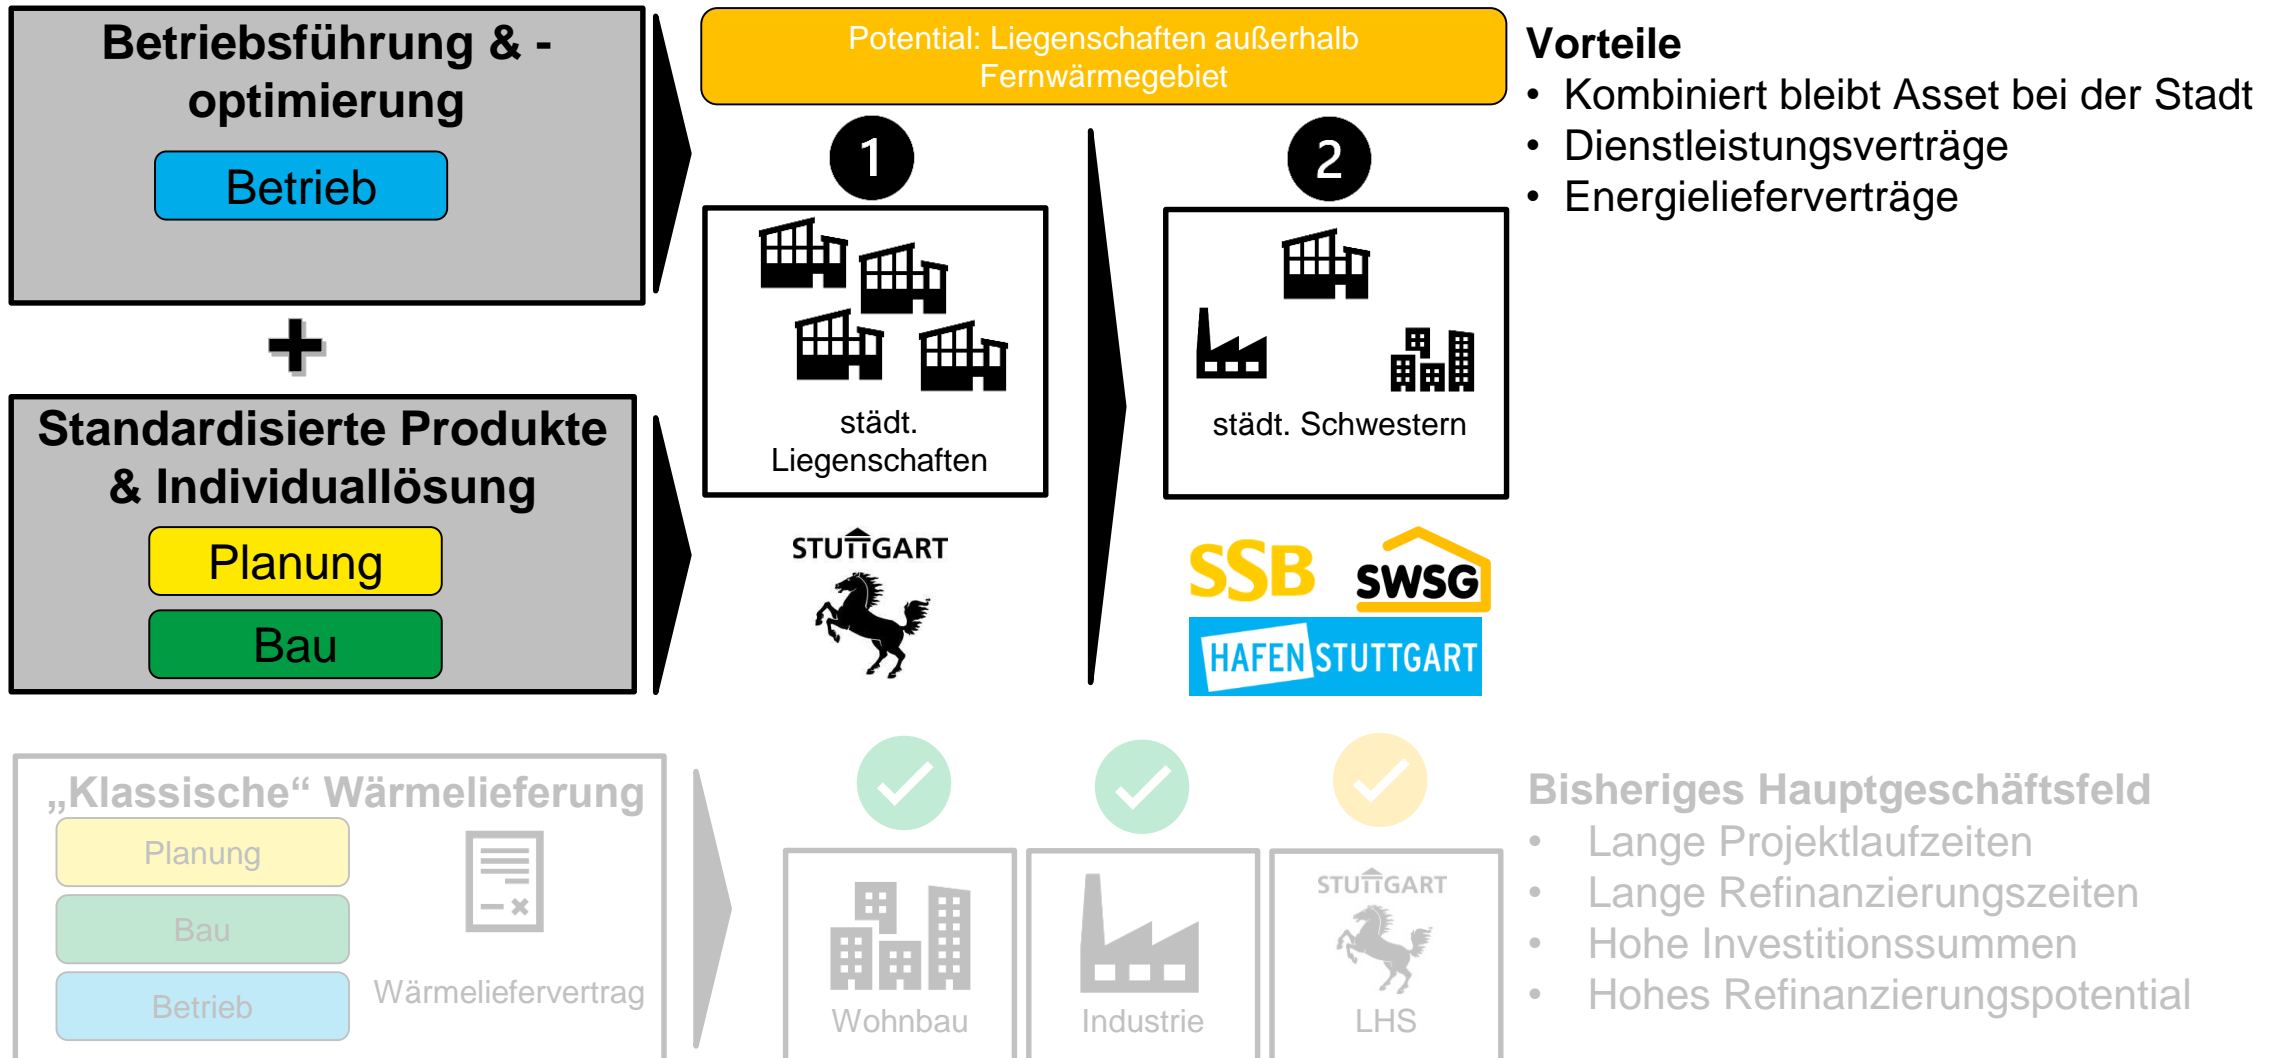 Betriebsführung & -
optimierung
Betrieb
Standardisierte Produkte
& Individuallösung
Planung
Bau
Potential: Liegenschaften außerhalb
Fernwärmegebiet
1
städt.
Liegenschaften
STUTTGART
2
städt. Schwestern
SSB
SWSG
HAFEN STUTTGART
Vorteile
• Kombiniert bleibt Asset bei der Stadt
• Dienstleistungsverträge
• Energielieferverträge
„Klassische“ Wärmelieferung
Planung
Bau
Betrieb
Wärmeliefervertrag
Wohnbau
Industrie
STUTTGART
LHS
Bisheriges Hauptgeschäftsfeld
• Lange Projektlaufzeiten
• Lange Refinanzierungszeiten
• Hohe Investitionssummen
• Hohes Refinanzierungspotential